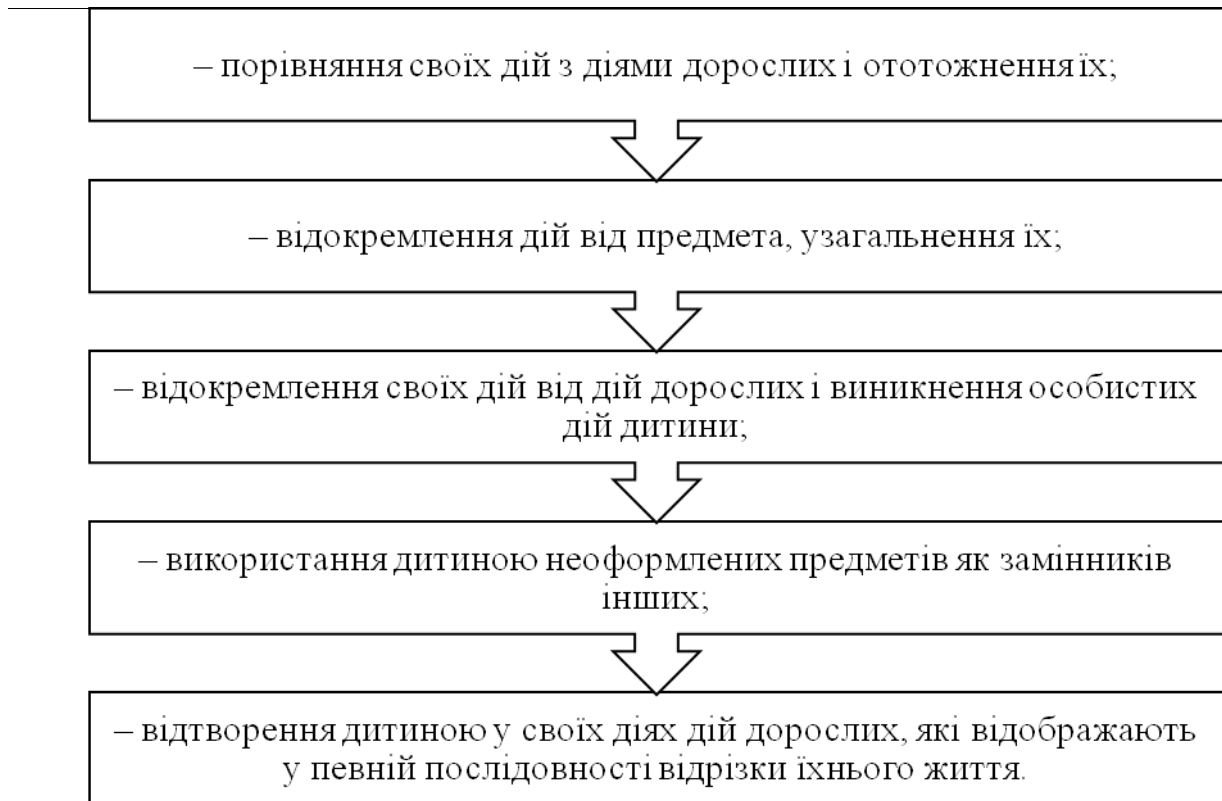 – порівняння своїх дій з діями дорослих і ототожнення їх;
– відокремлення дій від предмета, узагальнення їх;
– відокремлення своїх дій від дій дорослих і виникнення особистих
дій дитини;
– використання дитиною неоформлених предметів як замінників
інших;
– відтворення дитиною у своїх діях дій дорослих, які відображають
у певній послідовності відрізки їхнього життя.